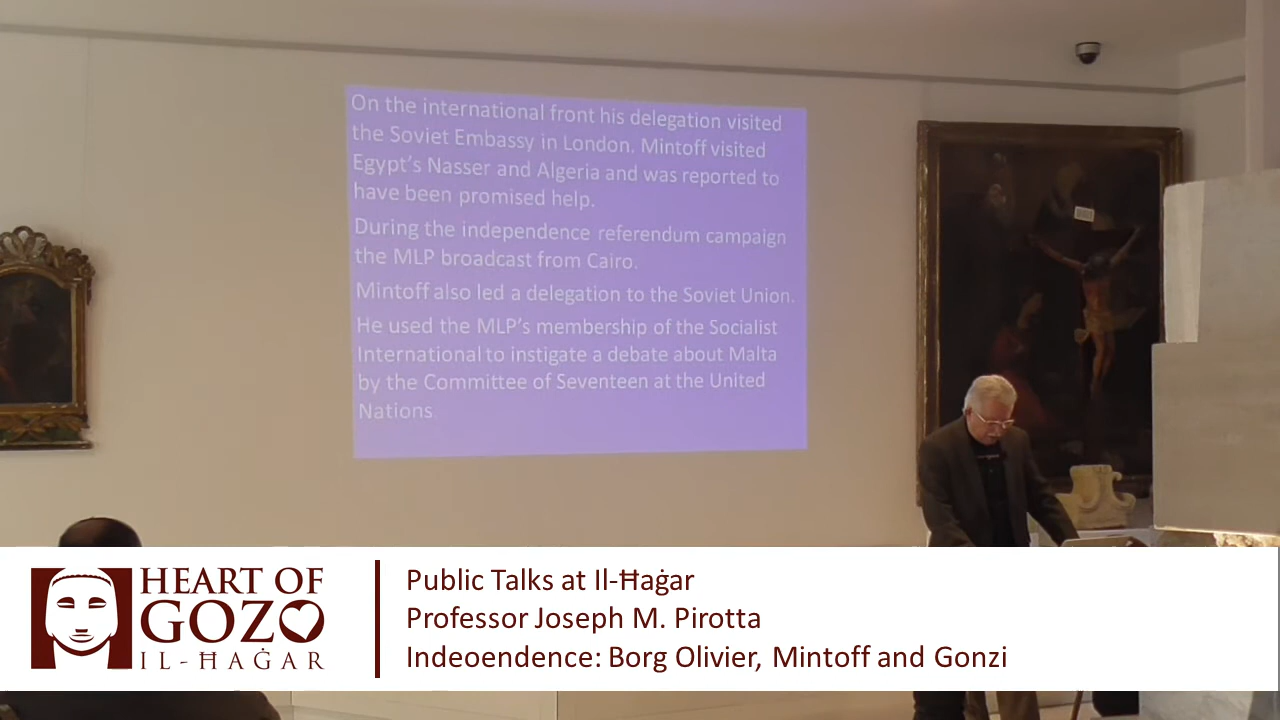 On the international front his delegation visited
the Soviet Embassy in London. Mintoff visited
Egypt's Nasser and Algeria and was reported to
have been promised help.
During the independence referendum campaign
the MLP broadcast from Cairo.
Mintoff also led a delegation to the Soviet Union.
He used the MLP's membership of the Socialist
International to instigate a debate about Malta
by the Committee of Seventeen at the United
Nations
HEART OF
GOZO
IL-ĦAĠAR
Public Talks at Il-Ħaġar
Professor Joseph M. Pirotta
Indeoendence: Borg Olivier, Mintoff and Gonzi